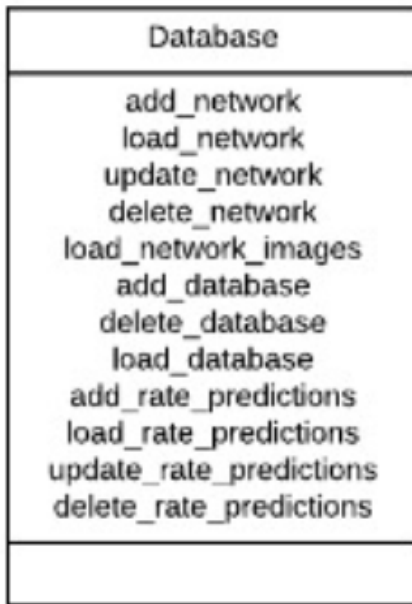 Database
add_network
load_network
update_network
delete_network
load_network_images
add_database
delete_database
load_database
add_rate_predictions
load_rate_predictions
update_rate_predictions
delete_rate_predictions